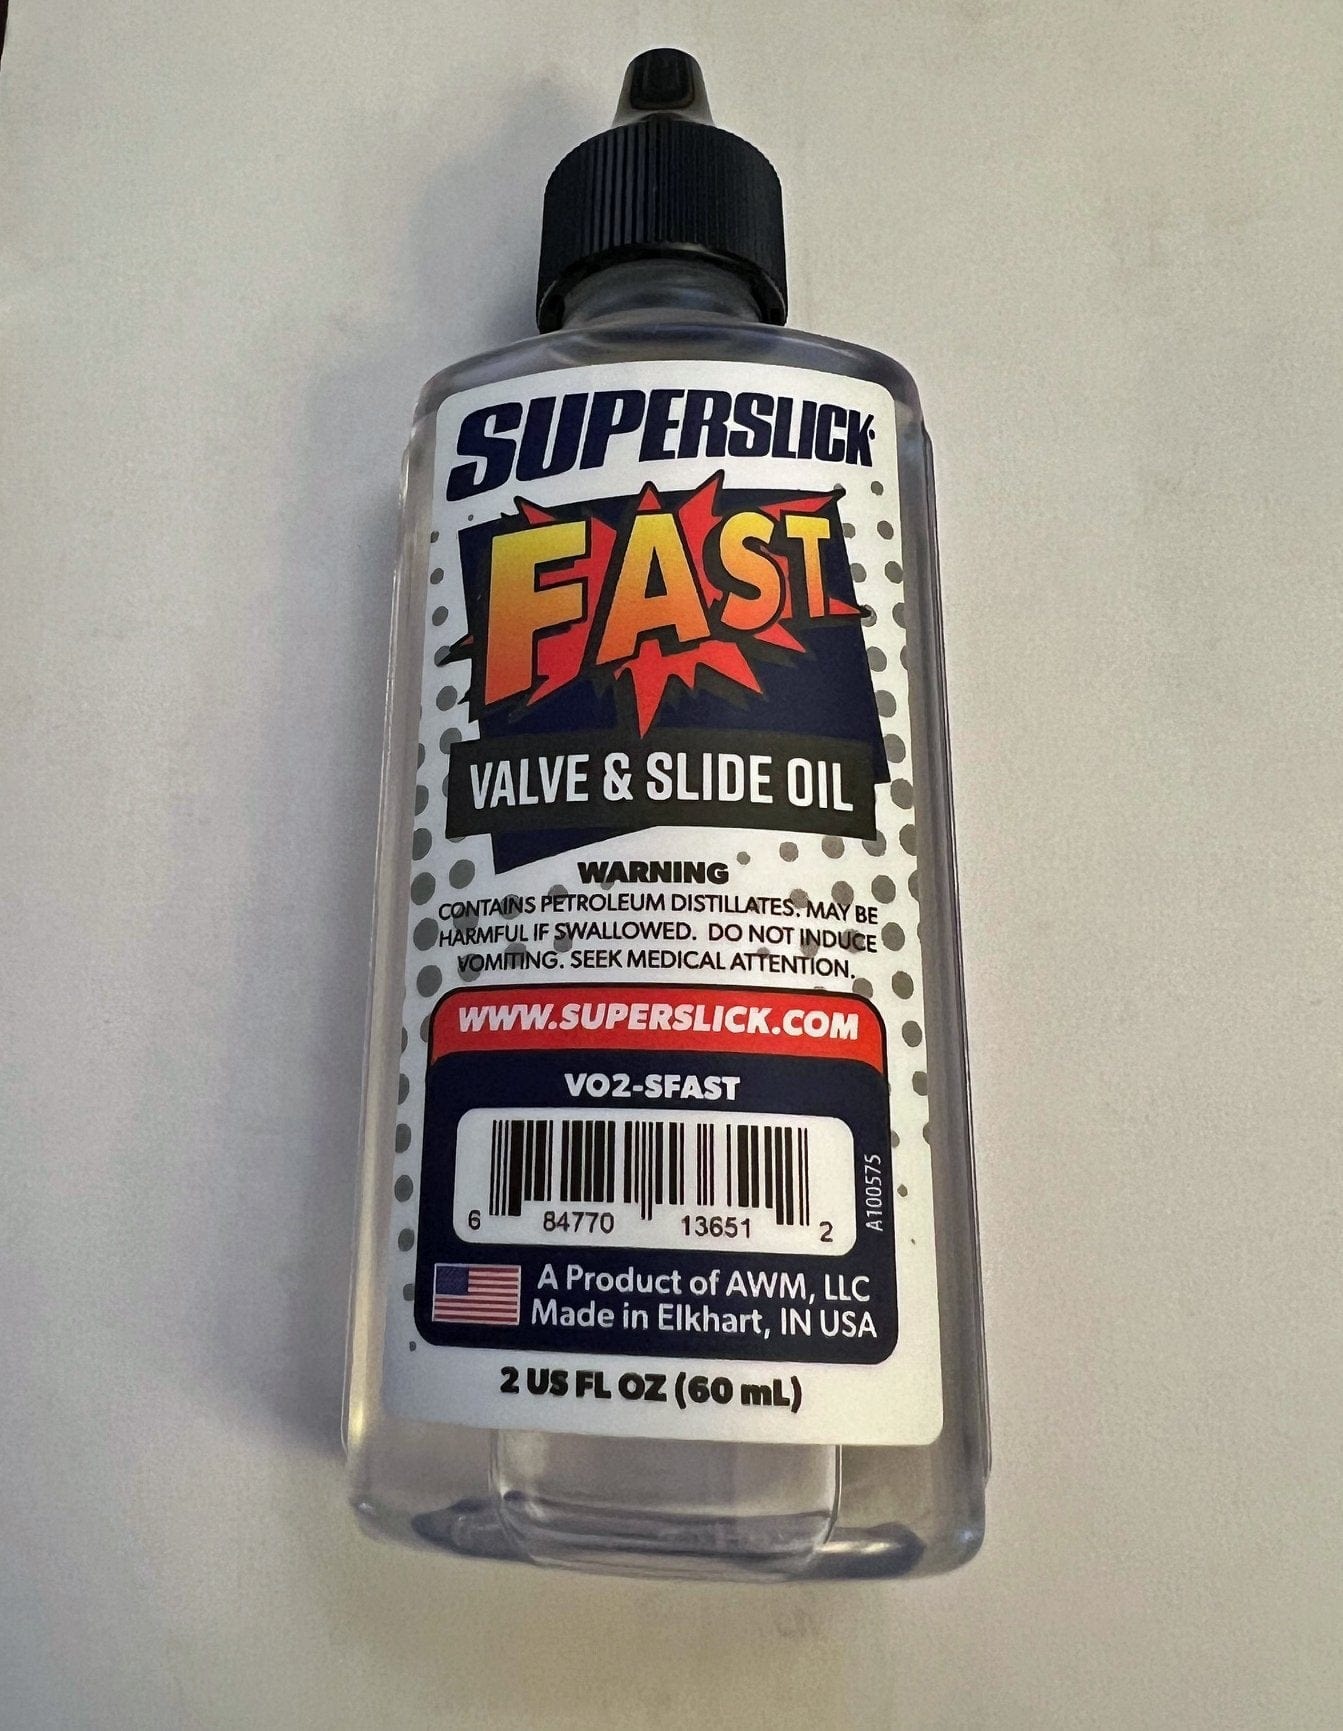 SUPERSLICK
FAST
VALVE & SLIDE OIL
WARNING
CONTAINS PETROLEUM DISTILLATES. MAY BE
HARMFUL IF SWALLOWED. DO NOT INDUCE
VOMITING. SEEK MEDICAL ATTENTION.
WWW.SUPERSLICK.COM
VO2-SFAST
6 84770 13651 2
A100575
A Product of AWM, LLC
Made in Elkhart, IN USA
2 US FL OZ (60 mL)